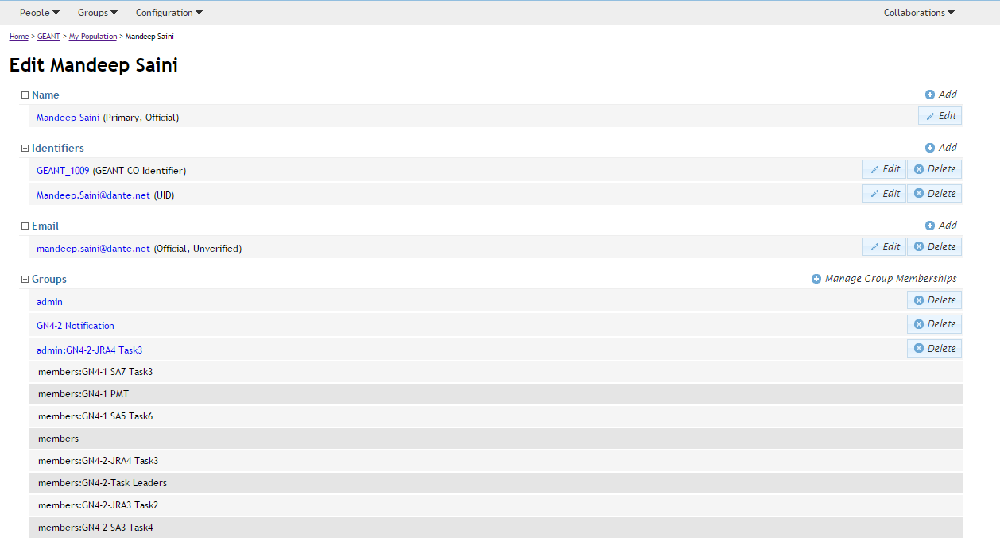 People Groups Configuration Collaborations
Home > GEANT > My Population > Mandeep Saini
Edit Mandeep Saini
Name Add
Mandeep Saini (Primary, Official) Edit
Identifiers Add
GEANT_1009 (GEANT CO Identifier) Edit Delete
Mandeep.Saini@dante.net (UID) Edit Delete
Email Add
mandeep.saini@dante.net (Official, Unverified) Edit Delete
Groups Manage Group Memberships
admin Delete
GN4-2 Notification Delete
admin:GN4-2-JRA4 Task3 Delete
members:GN4-1 SA7 Task3
members:GN4-1 PMT
members:GN4-1 SA5 Task6
members
members:GN4-2-JRA4 Task3
members:GN4-2-Task Leaders
members:GN4-2-JRA3 Task2
members:GN4-2-SA3 Task4